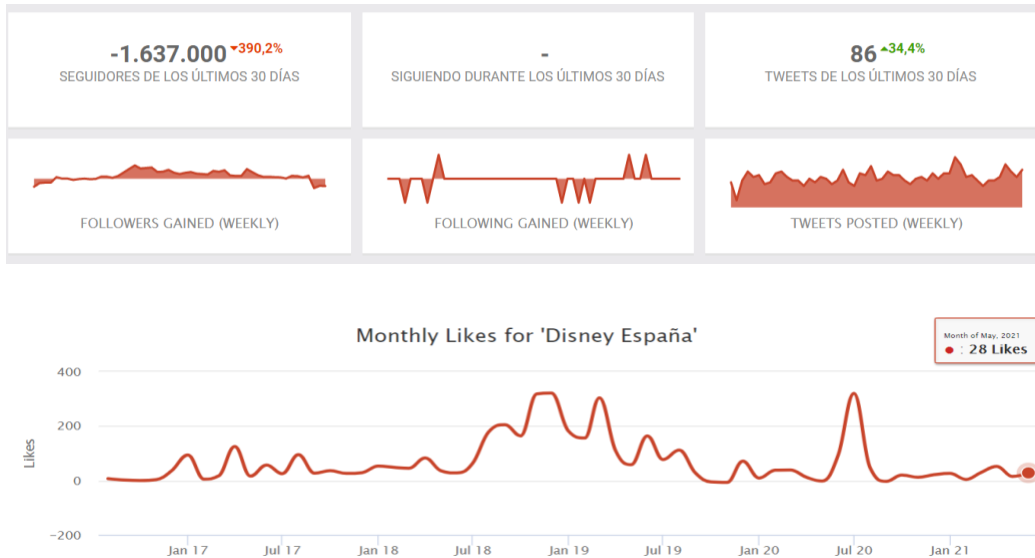 -1.637.000 ▾390,2%
SEGUIDORES DE LOS ÚLTIMOS 30 DÍAS
-
SIGUIENDO DURANTE LOS ÚLTIMOS 30 DÍAS
86 ▴34,4%
TWEETS DE LOS ÚLTIMOS 30 DÍAS
FOLLOWERS GAINED (WEEKLY)
FOLLOWING GAINED (WEEKLY)
TWEETS POSTED (WEEKLY)
Monthly Likes for 'Disney España'
Month of May, 2021
● : 28 Likes
Likes
400
200
0
-200
Jan 17 Jul 17 Jan 18 Jul 18 Jan 19 Jul 19 Jan 20 Jul 20 Jan 21